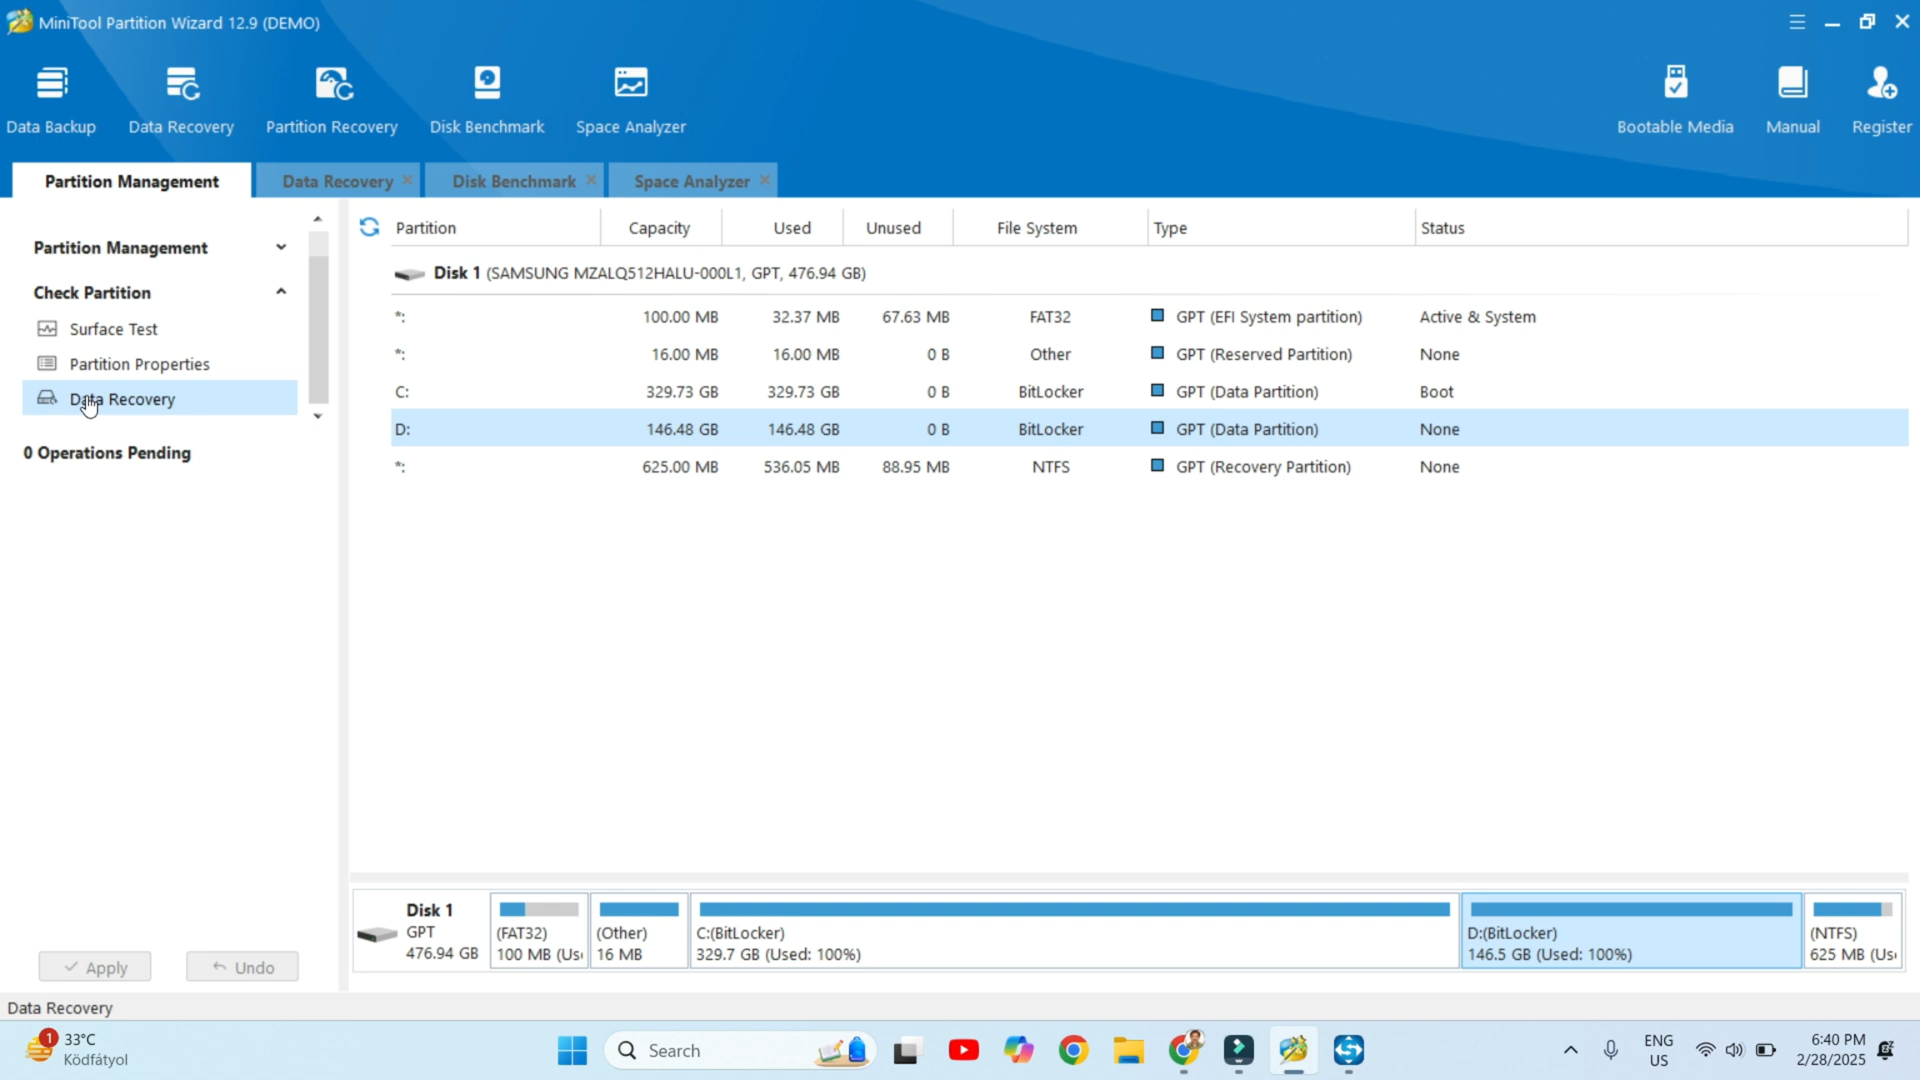 MiniTool Partition Wizard 12.9 (DEMO)
Data Backup
Data Recovery
Partition Recovery
Disk Benchmark
Space Analyzer
Bootable Media
Manual
Register
Partition Management
Data Recovery
Disk Benchmark
Space Analyzer
Partition Management
Check Partition
Surface Test
Partition Properties
Data Recovery
0 Operations Pending
Apply
Undo
Partition Capacity Used Unused File System Type Status
Disk 1 (SAMSUNG MZALQ512HALU-000L1, GPT, 476.94 GB)
*: 100.00 MB 32.37 MB 67.63 MB FAT32 GPT (EFI System partition) Active & System
*: 16.00 MB 16.00 MB 0 B Other GPT (Reserved Partition) None
C: 329.73 GB 329.73 GB 0 B BitLocker GPT (Data Partition) Boot
D: 146.48 GB 146.48 GB 0 B BitLocker GPT (Data Partition) None
*: 625.00 MB 536.05 MB 88.95 MB NTFS GPT (Recovery Partition) None
Disk 1
GPT
476.94 GB
(FAT32)
100 MB (Us
(Other)
16 MB
C:(BitLocker)
329.7 GB (Used: 100%)
D:(BitLocker)
146.5 GB (Used: 100%)
(NTFS)
625 MB (Us
Data Recovery
1
33°C
Ködfátyol
Search
ENG
US
6:40 PM
2/28/2025